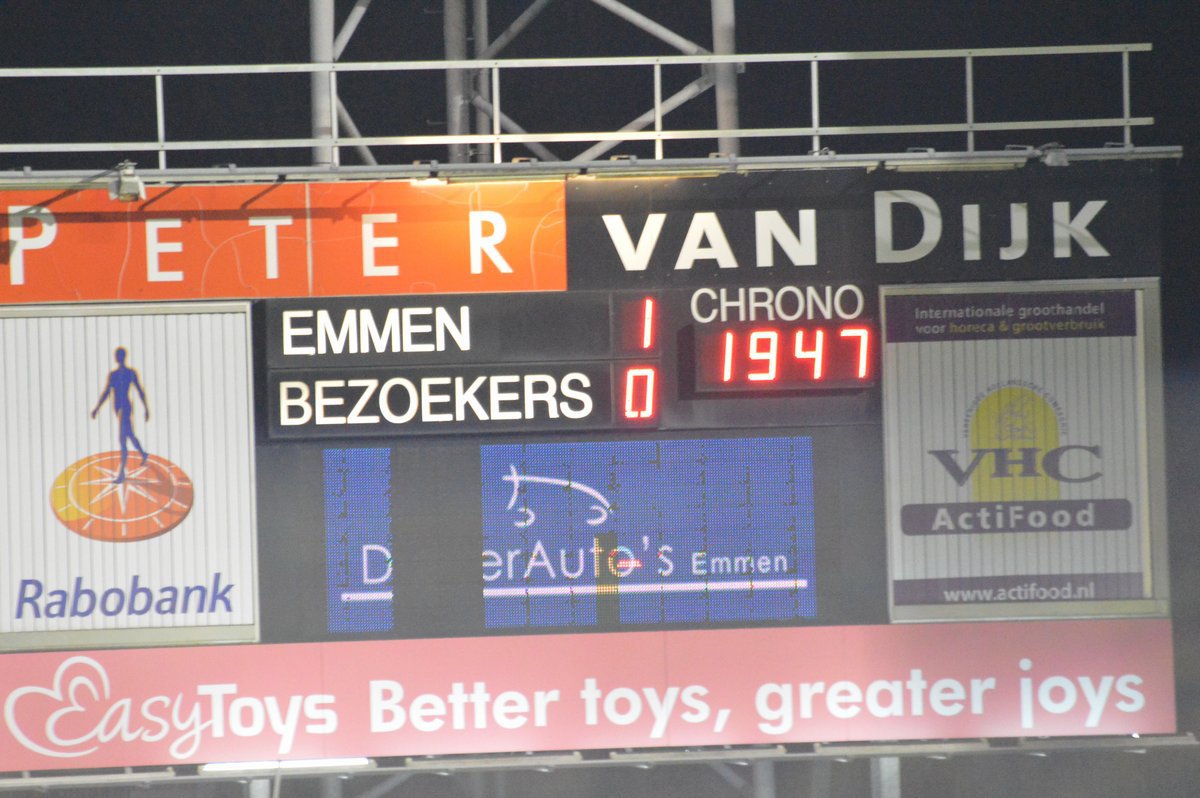 PETER VAN DIJK
EMMEN 1
BEZOEKERS 0
CHRONO
1947
Rabobank
erAuto's Emmen
Internationale groothandel
voor horeca & grootverbruik
VHC
ActiFood
www.actifood.nl
EasyToys Better toys, greater joys